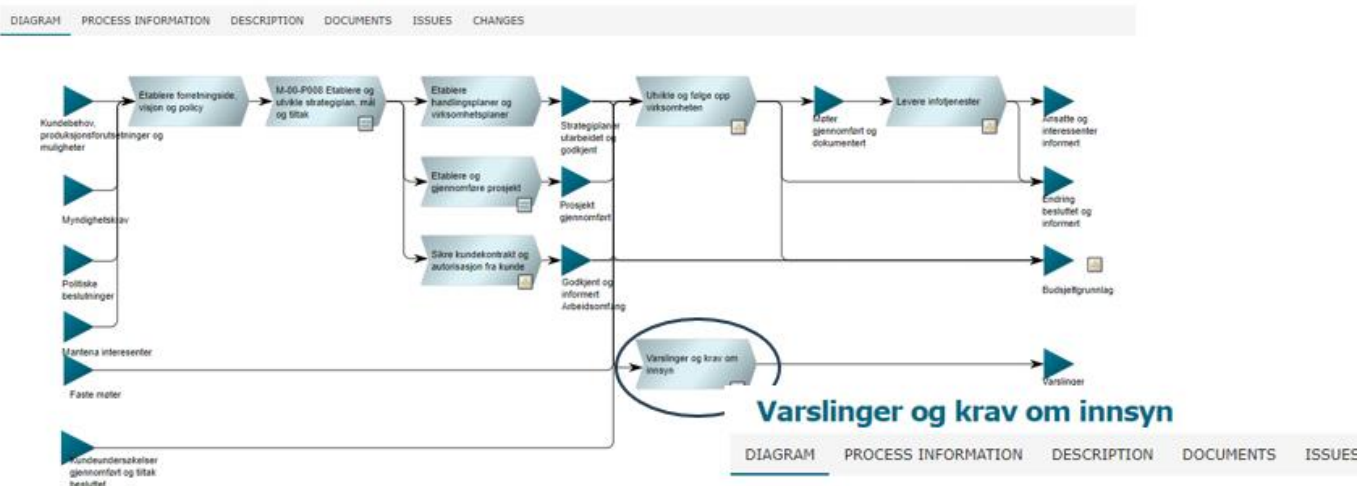 DIAGRAM PROCESS INFORMATION DESCRIPTION DOCUMENTS ISSUES CHANGES
Etablere forretningside,
visjon og policy
M-00-P008 Etablere og
utvikle strategiplan, mål
og tiltak
Etablere
handlingsplaner og
virksomhetsplaner
Utvikle og følge opp
virksomheten
Levere infotjenester
Kundebehov,
produksjonsforutsetninger og
muligheter
Strategiplaner
utarbeidet og
godkjent
Møter
gjennomført og
dokumentert
Ansatte og
interessenter
informert
Etablere og
gjennomføre prosjekt
Myndighetskrav
Prosjekt
gjennomført
Endring
besluttet og
informert
Sikre kundekontrakt og
autorisasjon fra kunde
Politiske
beslutninger
Godkjent og
informert
Arbeidsomfang
Budsjettgrunnlag
Mantena interesenter
Varslinger og krav om
innsyn
Faste møter
Varslinger
Varslinger og krav om innsyn
DIAGRAM PROCESS INFORMATION DESCRIPTION DOCUMENTS ISSUES
Kundeundersøkelser
gjennomført og tiltak
besluttet